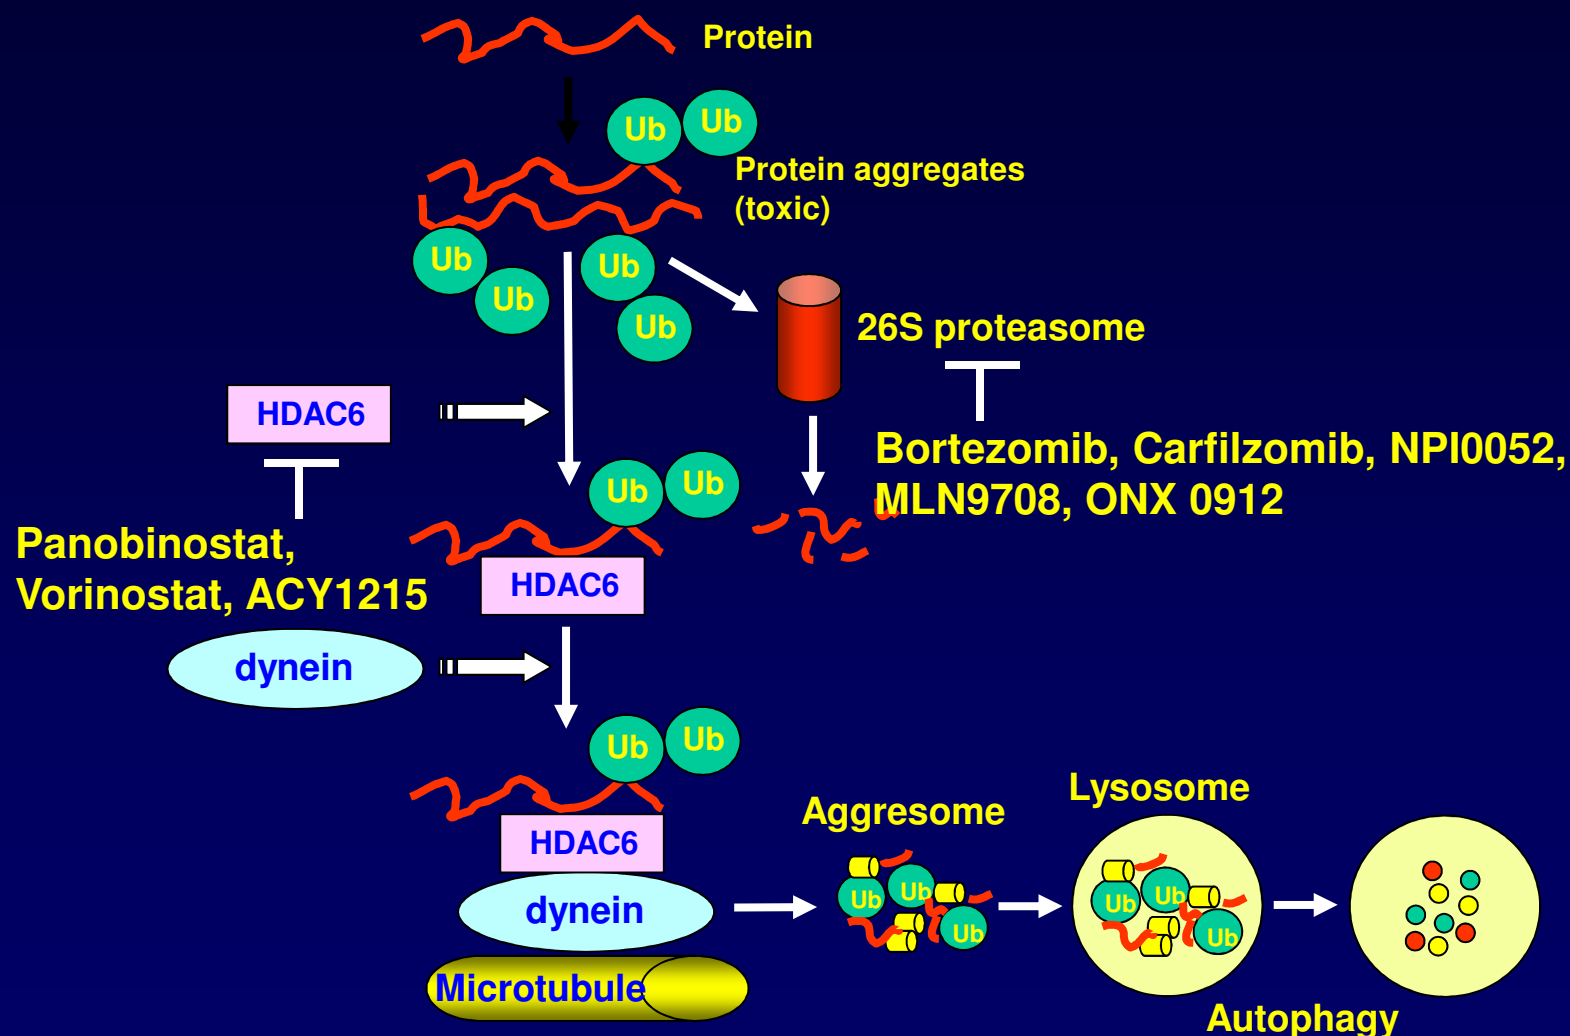 Protein
Ub
Ub
Protein aggregates
(toxic)
Ub
Ub
Ub
Ub
26S proteasome
HDAC6
Bortezomib, Carfilzomib, NPI0052,
MLN9708, ONX 0912
Ub
Ub
Panobinostat,
Vorinostat, ACY1215
HDAC6
dynein
Ub
Ub
Lysosome
Aggresome
HDAC6
dynein
Ub
Ub
Ub
Ub
Ub
Ub
Microtubule
Autophagy